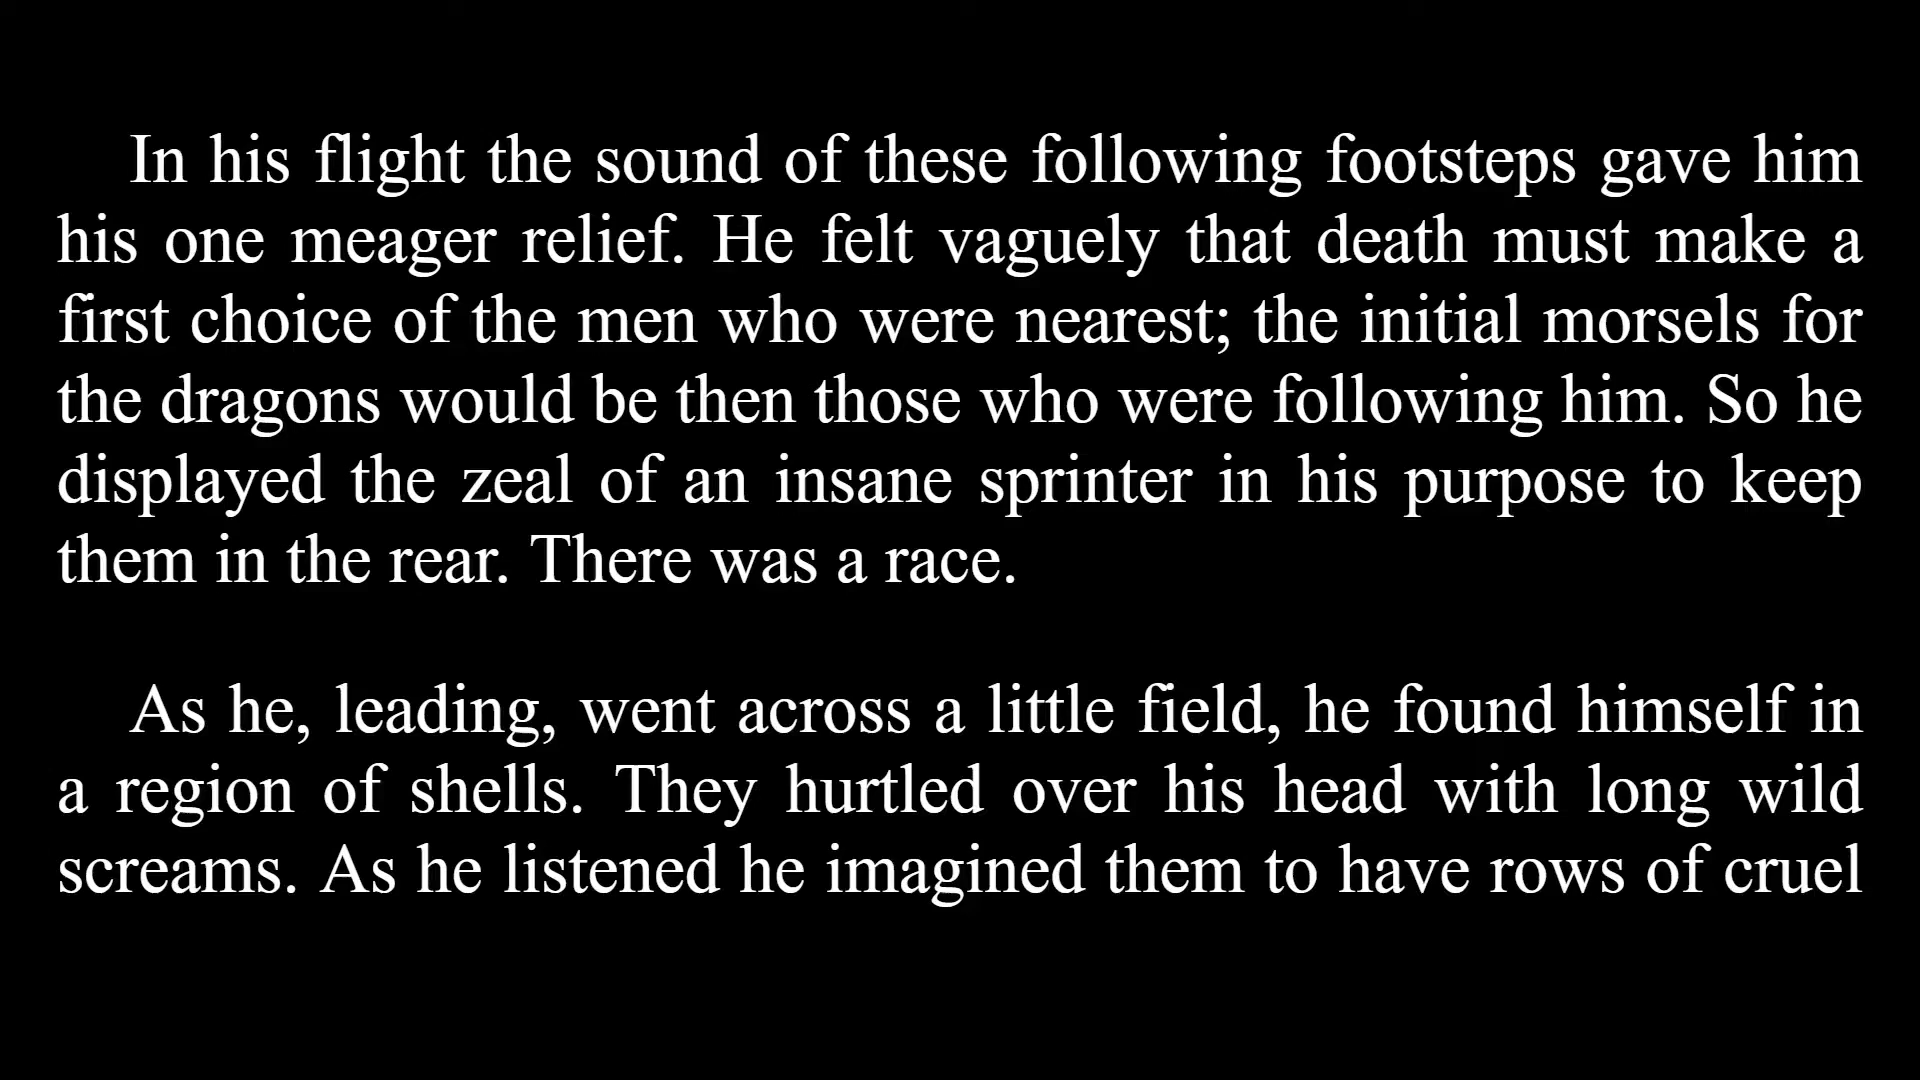 In his flight the sound of these following footsteps gave him
his one meager relief. He felt vaguely that death must make a
first choice of the men who were nearest; the initial morsels for
the dragons would be then those who were following him. So he
displayed the zeal of an insane sprinter in his purpose to keep
them in the rear. There was a race.
As he, leading, went across a little field, he found himself in
a region of shells. They hurtled over his head with long wild
screams. As he listened he imagined them to have rows of cruel